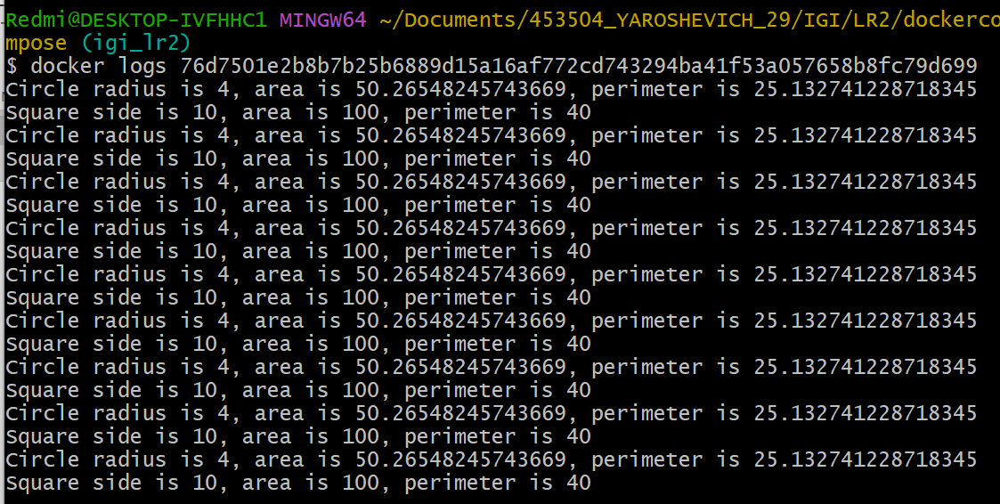 Redmi@DESKTOP-IVFHHC1 MINGW64 ~/Documents/453504_YAROSHEVICH_29/IGI/LR2/dockerco
mpose (igi_lr2)
$ docker logs 76d7501e2b8b7b25b6889d15a16af772cd743294ba41f53a057658b8fc79d699
Circle radius is 4, area is 50.26548245743669, perimeter is 25.132741228718345
Square side is 10, area is 100, perimeter is 40
Circle radius is 4, area is 50.26548245743669, perimeter is 25.132741228718345
Square side is 10, area is 100, perimeter is 40
Circle radius is 4, area is 50.26548245743669, perimeter is 25.132741228718345
Square side is 10, area is 100, perimeter is 40
Circle radius is 4, area is 50.26548245743669, perimeter is 25.132741228718345
Square side is 10, area is 100, perimeter is 40
Circle radius is 4, area is 50.26548245743669, perimeter is 25.132741228718345
Square side is 10, area is 100, perimeter is 40
Circle radius is 4, area is 50.26548245743669, perimeter is 25.132741228718345
Square side is 10, area is 100, perimeter is 40
Circle radius is 4, area is 50.26548245743669, perimeter is 25.132741228718345
Square side is 10, area is 100, perimeter is 40
Circle radius is 4, area is 50.26548245743669, perimeter is 25.132741228718345
Square side is 10, area is 100, perimeter is 40
Circle radius is 4, area is 50.26548245743669, perimeter is 25.132741228718345
Square side is 10, area is 100, perimeter is 40